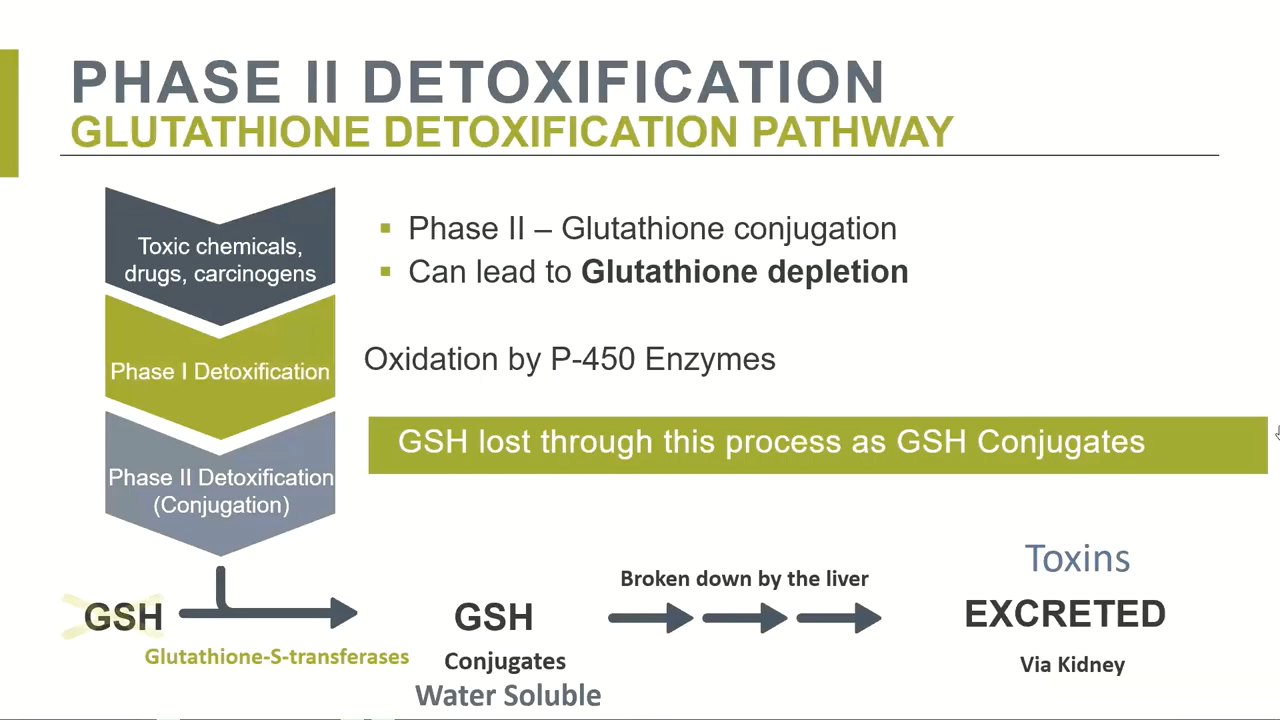 PHASE II DETOXIFICATION
GLUTATHIONE DETOXIFICATION PATHWAY
Toxic chemicals,
drugs, carcinogens
Phase II – Glutathione conjugation
Can lead to Glutathione depletion
Phase I Detoxification
Oxidation by P-450 Enzymes
GSH lost through this process as GSH Conjugates
Phase II Detoxification
(Conjugation)
GSH
Glutathione-S-transferases
GSH
Conjugates
Water Soluble
Broken down by the liver
Toxins
EXCRETED
Via Kidney